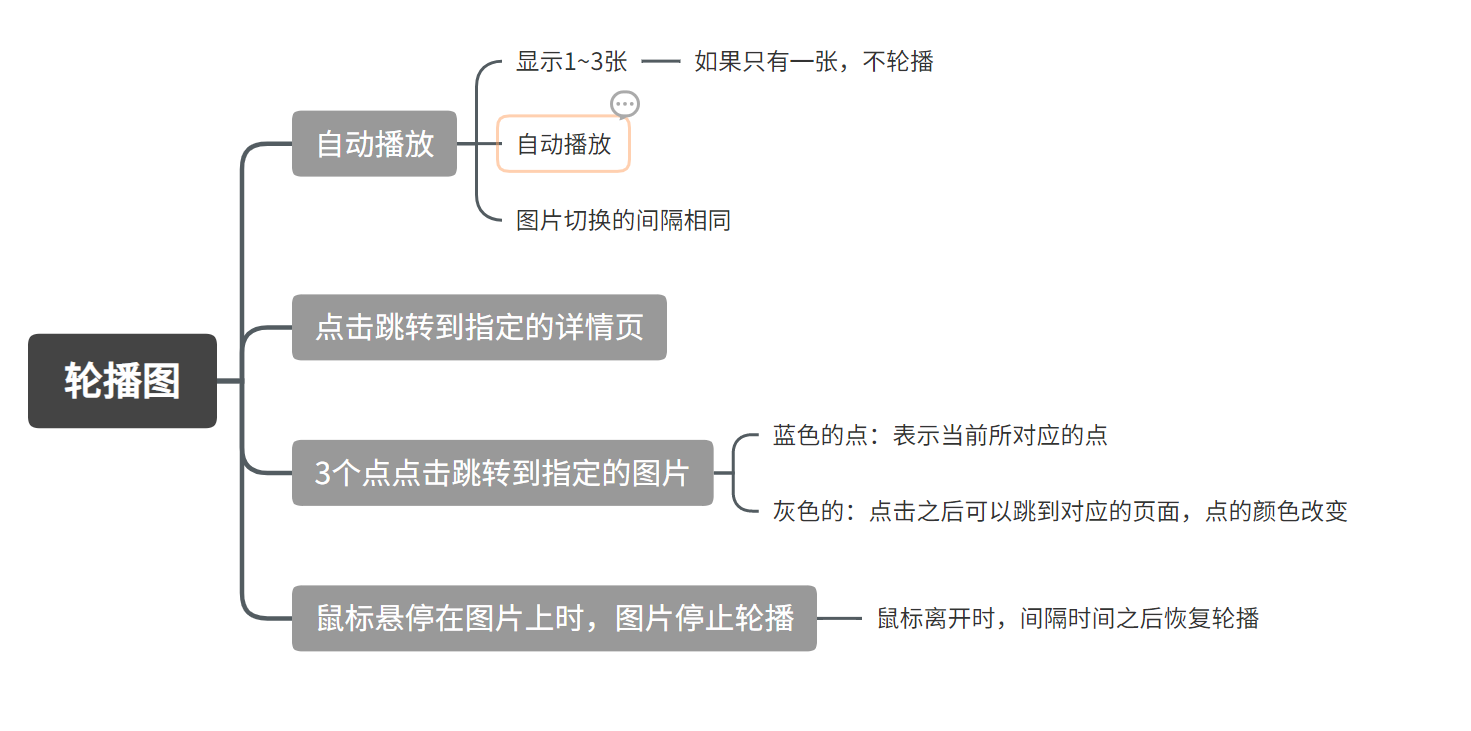 轮播图
自动播放
显示1~3张
如果只有一张，不轮播
自动播放
图片切换的间隔相同
点击跳转到指定的详情页
3个点点击跳转到指定的图片
蓝色的点：表示当前所对应的点
灰色的：点击之后可以跳到对应的页面，点的颜色改变
鼠标悬停在图片上时，图片停止轮播
鼠标离开时，间隔时间之后恢复轮播